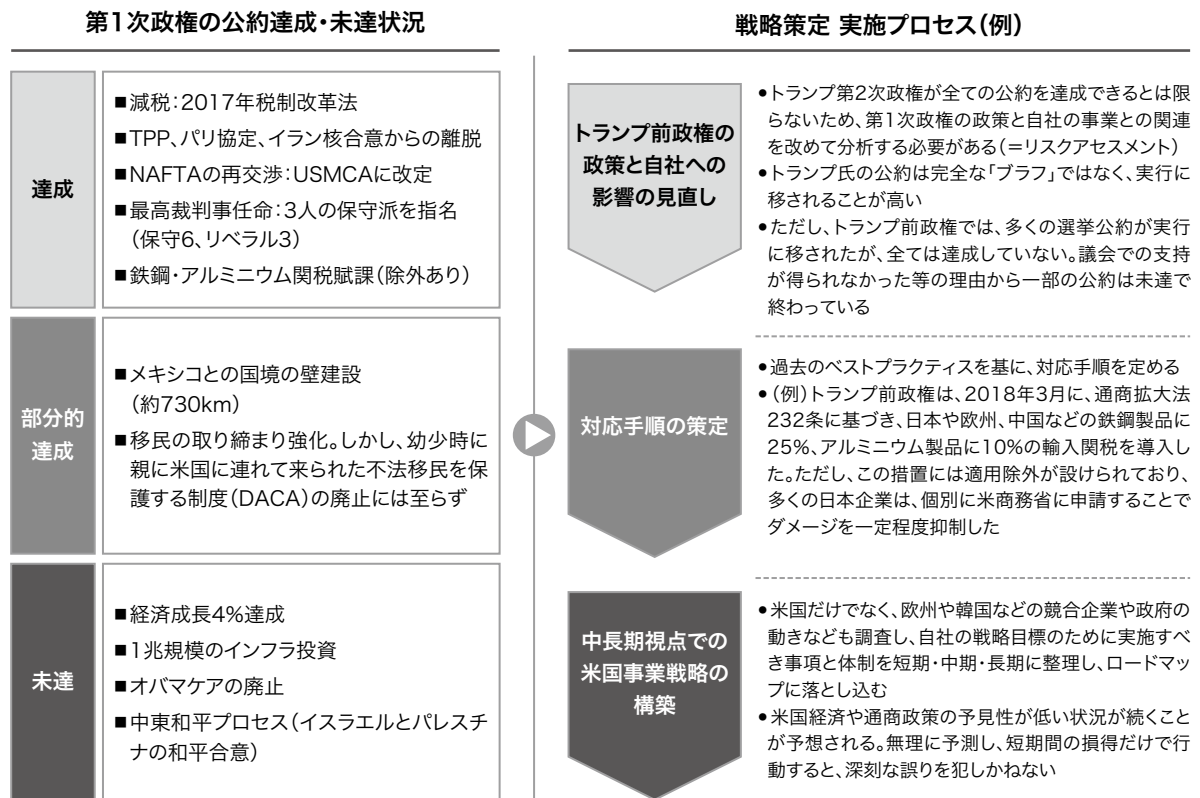 第1次政権の公約達成・未達状況
達成
■減税：2017年税制改革法
■TPP、パリ協定、イラン核合意からの離脱
■NAFTAの再交渉：USMCAに改定
■最高裁判事任命：3人の保守派を指名
（保守6、リベラル3）
■鉄鋼・アルミニウム関税賦課（除外あり）
部分的
達成
■メキシコとの国境の壁建設
（約730km）
■移民の取り締まり強化。しかし、幼少時に
親に米国に連れて来られた不法移民を保
護する制度（DACA）の廃止には至らず
未達
■経済成長4%達成
■1兆規模のインフラ投資
■オバマケアの廃止
■中東和平プロセス（イスラエルとパレスチ
ナの和平合意）
戦略策定 実施プロセス（例）
トランプ前政権の
政策と自社への
影響の見直し
●トランプ第2次政権が全ての公約を達成できるとは限
らないため、第1次政権の政策と自社の事業との関連
を改めて分析する必要がある（＝リスクアセスメント）
●トランプ氏の公約は完全な「ブラフ」ではなく、実行に
移されることが高い
●ただし、トランプ前政権では、多くの選挙公約が実行
に移されたが、全ては達成していない。議会での支持
が得られなかった等の理由から一部の公約は未達で
終わっている
対応手順の策定
●過去のベストプラクティスを基に、対応手順を定める
●（例）トランプ前政権は、2018年3月に、通商拡大法
232条に基づき、日本や欧州、中国などの鉄鋼製品に
25%、アルミニウム製品に10%の輸入関税を導入し
た。ただし、この措置には適用除外が設けられており、
多くの日本企業は、個別に米商務省に申請することで
ダメージを一定程度抑制した
中長期視点での
米国事業戦略の
構築
●米国だけでなく、欧州や韓国などの競合企業や政府の
動きなども調査し、自社の戦略目標のために実施すべ
き事項と体制を短期・中期・長期に整理し、ロードマッ
プに落とし込む
●米国経済や通商政策の予見性が低い状況が続くこと
が予想される。無理に予測し、短期間の損得だけで行
動すると、深刻な誤りを犯しかねない